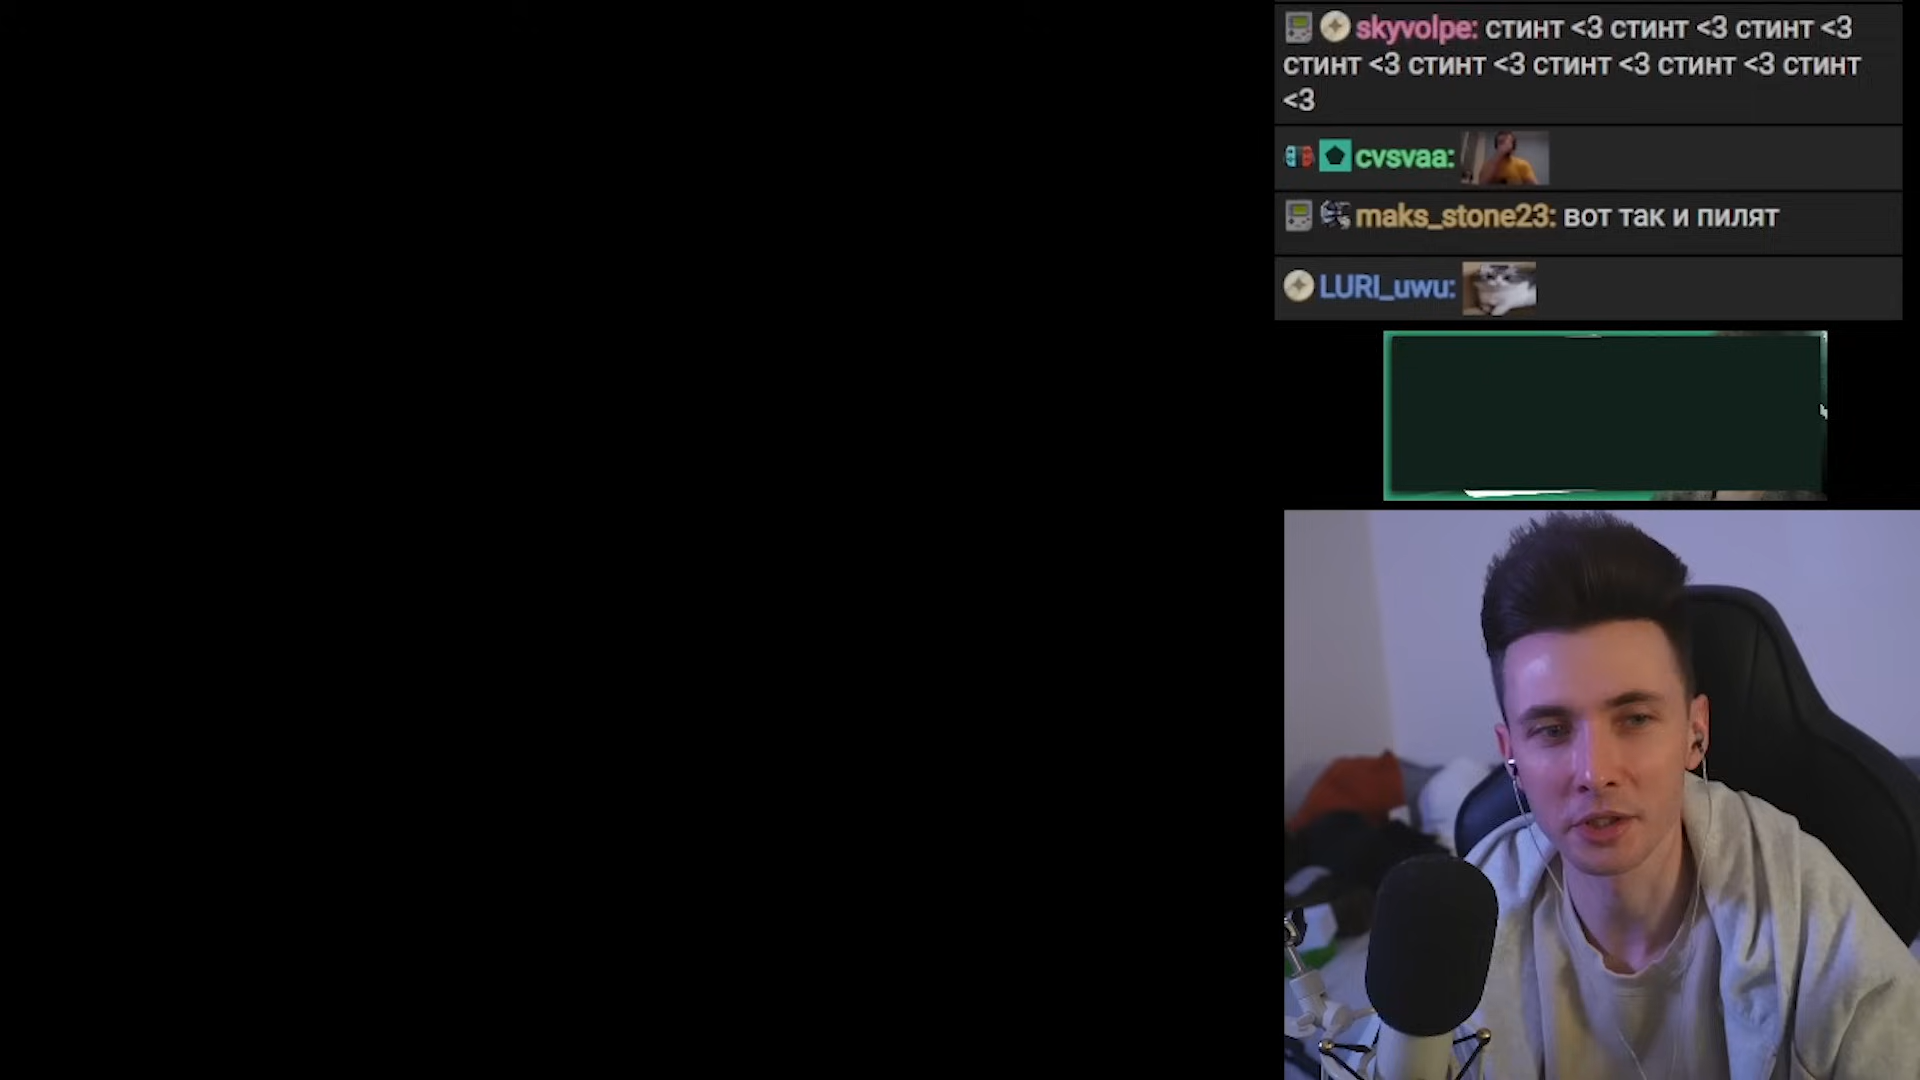 skyvolpe: стинт <3 стинт <3 стинт <3
стинт <3 стинт <3 стинт <3 стинт <3 стинт
<3
cvsvaa:
maks_stone23: вот так и пилят
LURI_uwu: